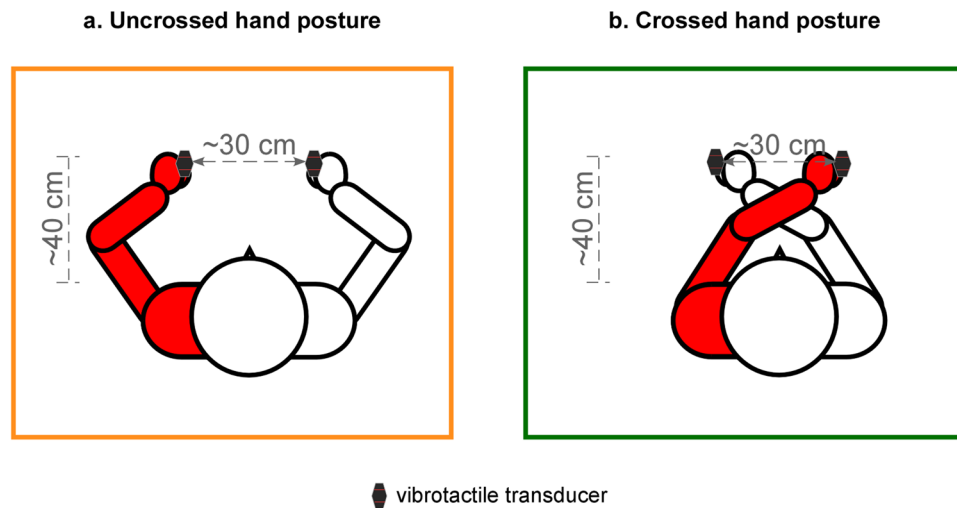 a. Uncrossed hand posture
b. Crossed hand posture
~30 cm
~40 cm
~30 cm
~40 cm
vibrotactile transducer